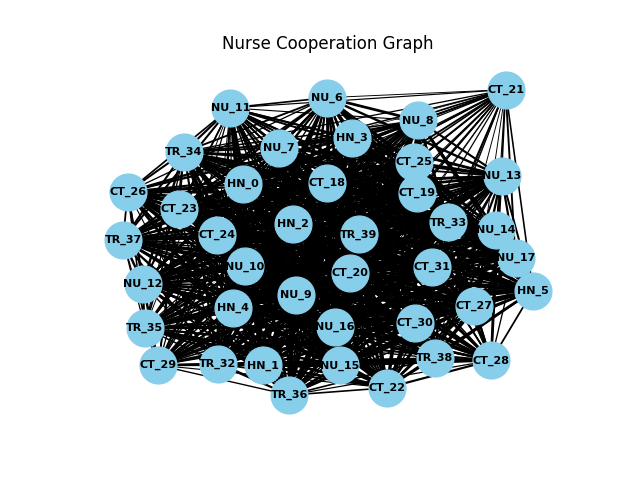 Nurse Cooperation Graph
CT_21
NU_6
NU_11
NU_8
HN_3
NU_7
TR_34
CT_25
NU_13
CT_18
HN_0
CT_26
CT_19
CT_23
TR_33
HN_2
NU_14
CT_24
TR_39
TR_37
NU_17
NU_10
CT_31
CT_20
NU_12
HN_5
NU_9
CT_27
HN_4
CT_30
NU_16
TR_35
TR_38
CT_28
TR_32
CT_29
HN_1
NU_15
CT_22
TR_36